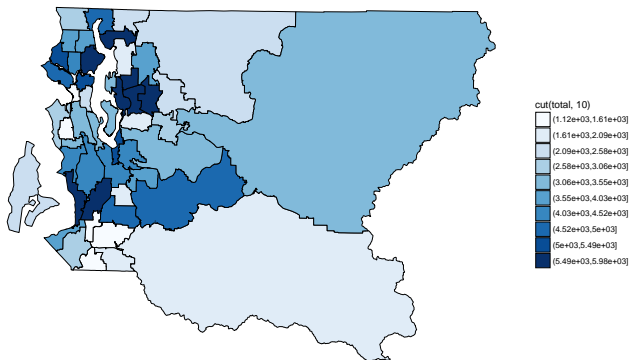 cut(total, 10)
(1.12e+03,1.61e+03]
(1.61e+03,2.09e+03]
(2.09e+03,2.58e+03]
(2.58e+03,3.06e+03]
(3.06e+03,3.55e+03]
(3.55e+03,4.03e+03]
(4.03e+03,4.52e+03]
(4.52e+03,5e+03]
(5e+03,5.49e+03]
(5.49e+03,5.98e+03]